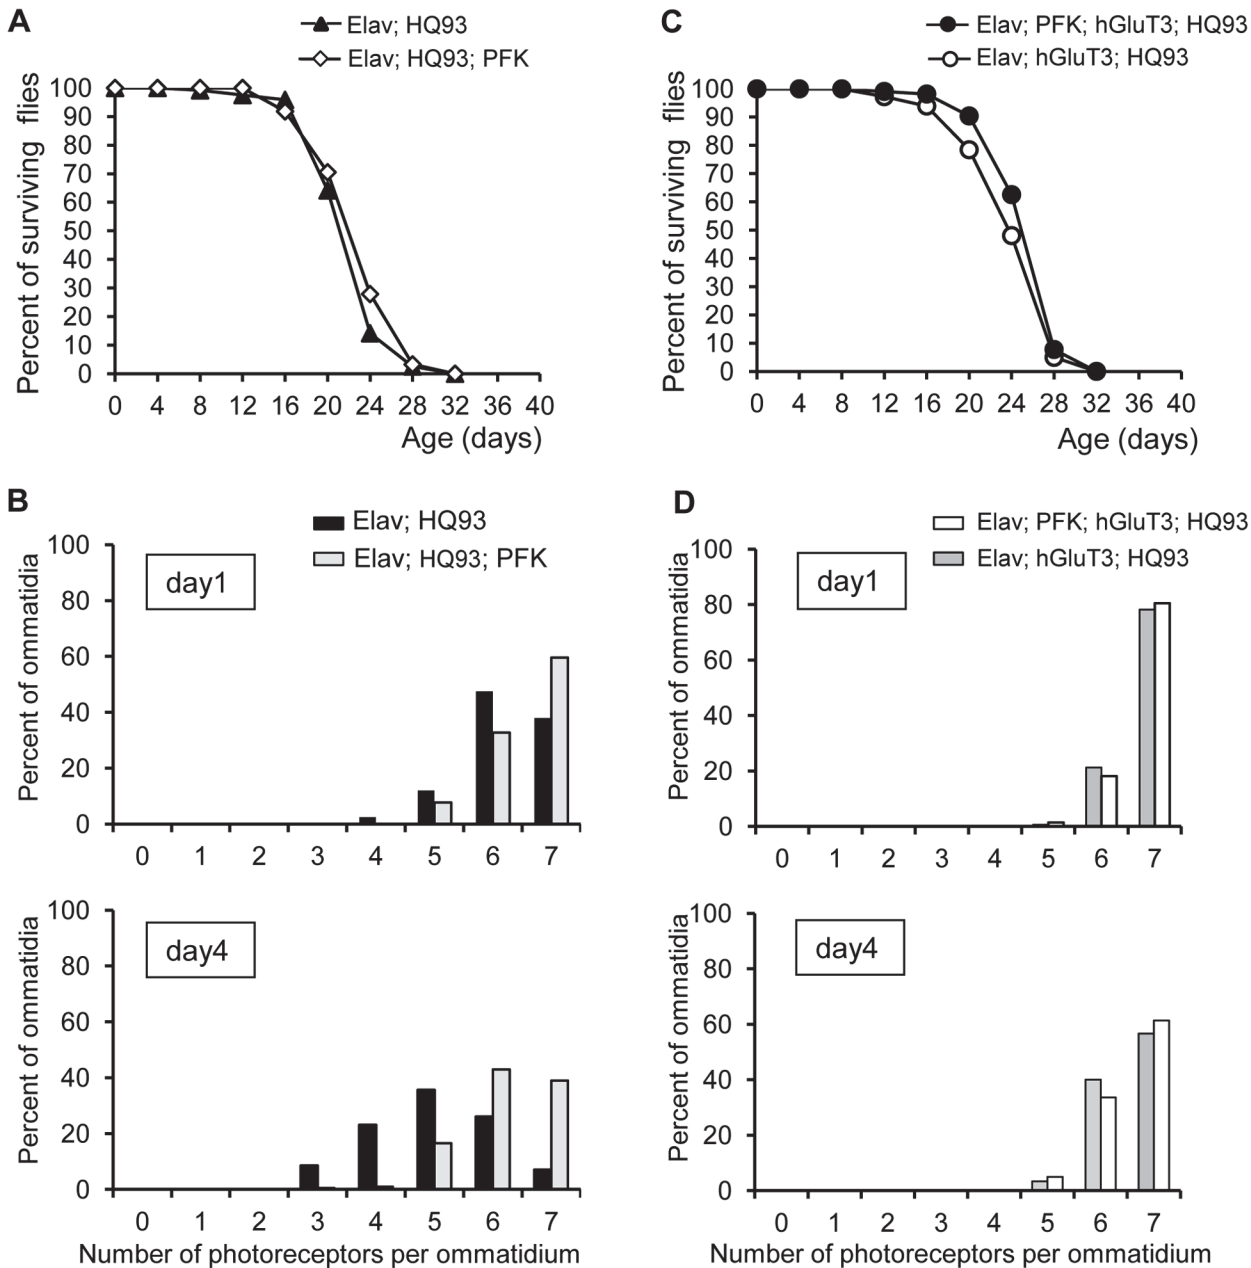 A
Elav; HQ93
Elav; HQ93; PFK
Percent of surviving flies
100
90
80
70
60
50
40
30
20
10
0
0 4 8 12 16 20 24 28 32 36 40
Age (days)
C
Elav; PFK; hGluT3; HQ93
Elav; hGluT3; HQ93
Percent of surviving flies
100
90
80
70
60
50
40
30
20
10
0
0 4 8 12 16 20 24 28 32 36 40
Age (days)
B
Elav; HQ93
Elav; HQ93; PFK
day1
Percent of ommatidia
100
80
60
40
20
0
0 1 2 3 4 5 6 7
day4
Percent of ommatidia
100
80
60
40
20
0
0 1 2 3 4 5 6 7
Number of photoreceptors per ommatidium
D
Elav; PFK; hGluT3; HQ93
Elav; hGluT3; HQ93
day1
Percent of ommatidia
100
80
60
40
20
0
0 1 2 3 4 5 6 7
day4
Percent of ommatidia
100
80
60
40
20
0
0 1 2 3 4 5 6 7
Number of photoreceptors per ommatidium